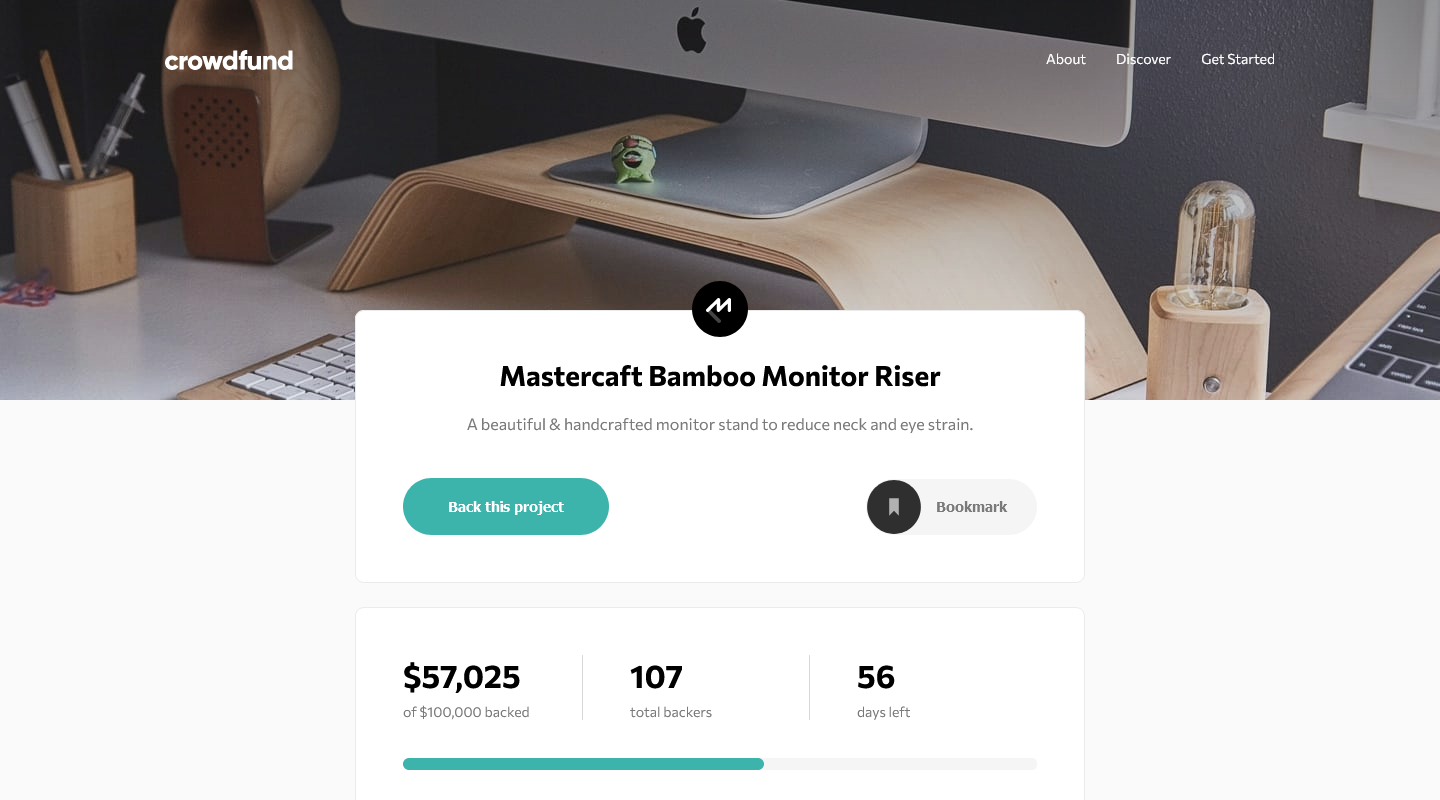 crowdfund
About
Discover
Get Started
Mastercaft Bamboo Monitor Riser
A beautiful & handcrafted monitor stand to reduce neck and eye strain.
Back this project
Bookmark
$57,025
107
56
of $100,000 backed
total backers
days left